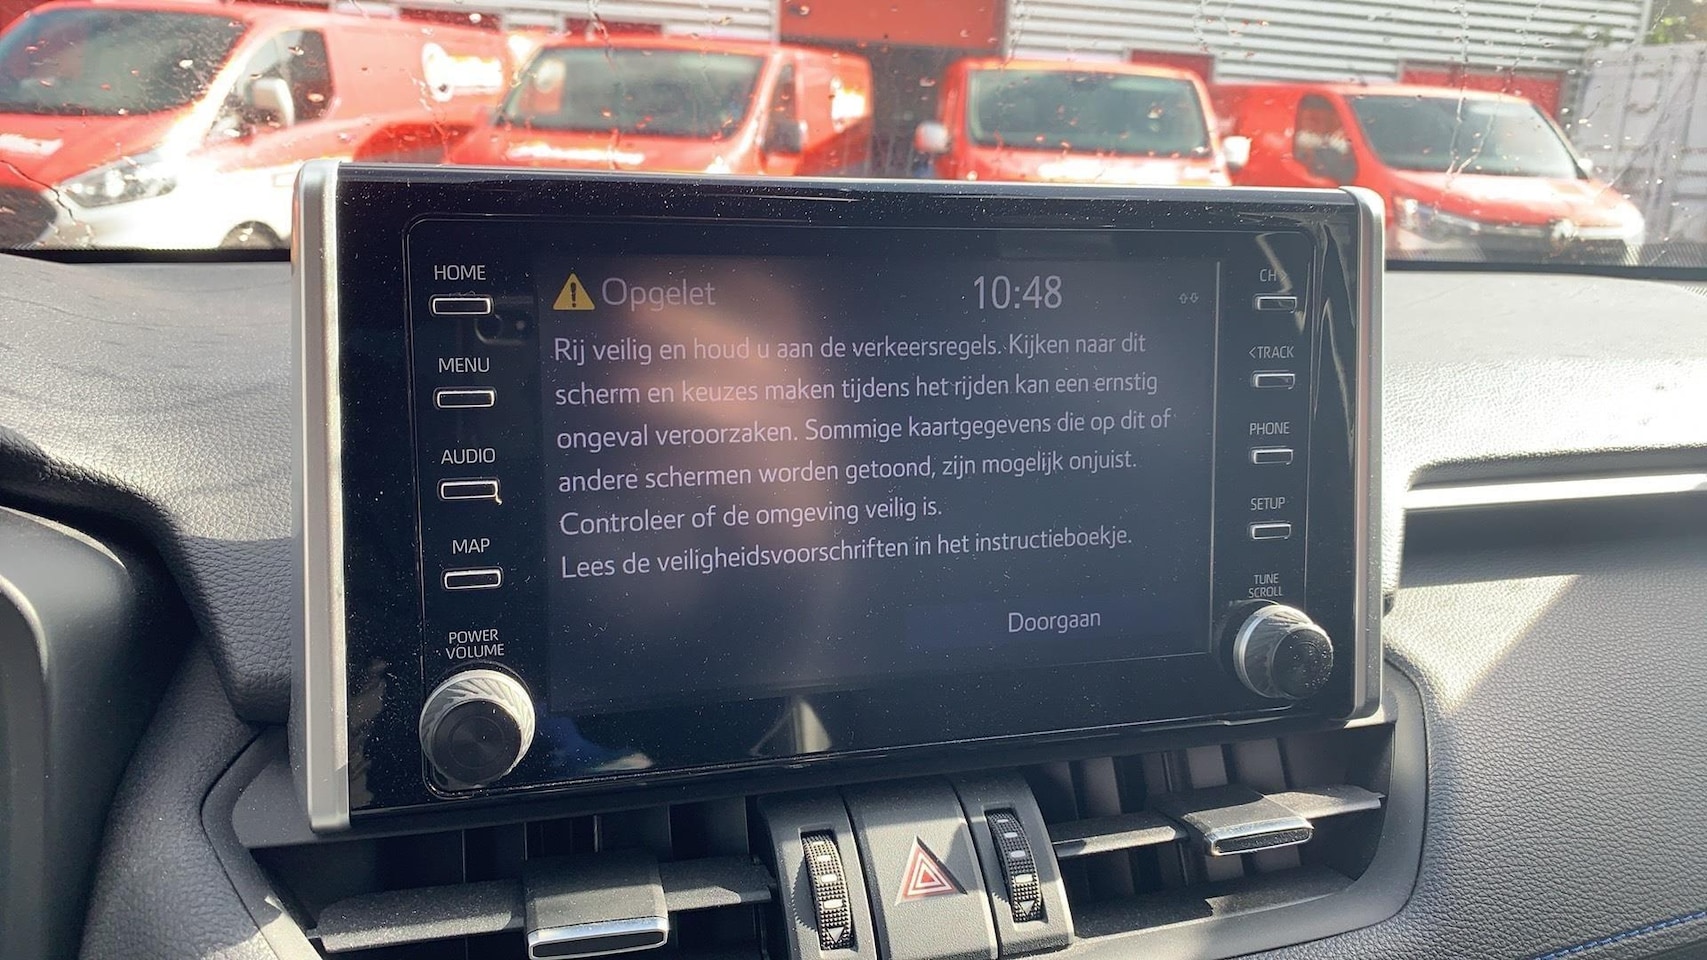 HOME
MENU
AUDIO
MAP
POWER
VOLUME
Opgelet
10:48
Rij veilig en houd u aan de verkeersregels. Kijken naar dit
scherm en keuzes maken tijdens het rijden kan een ernstig
ongeval veroorzaken. Sommige kaartgegevens die op dit of
andere schermen worden getoond, zijn mogelijk onjuist.
Controleer of de omgeving veilig is.
Lees de veiligheidsvoorschriften in het instructieboekje.
Doorgaan
CH>
<TRACK
PHONE
SETUP
TUNE
SCROLL